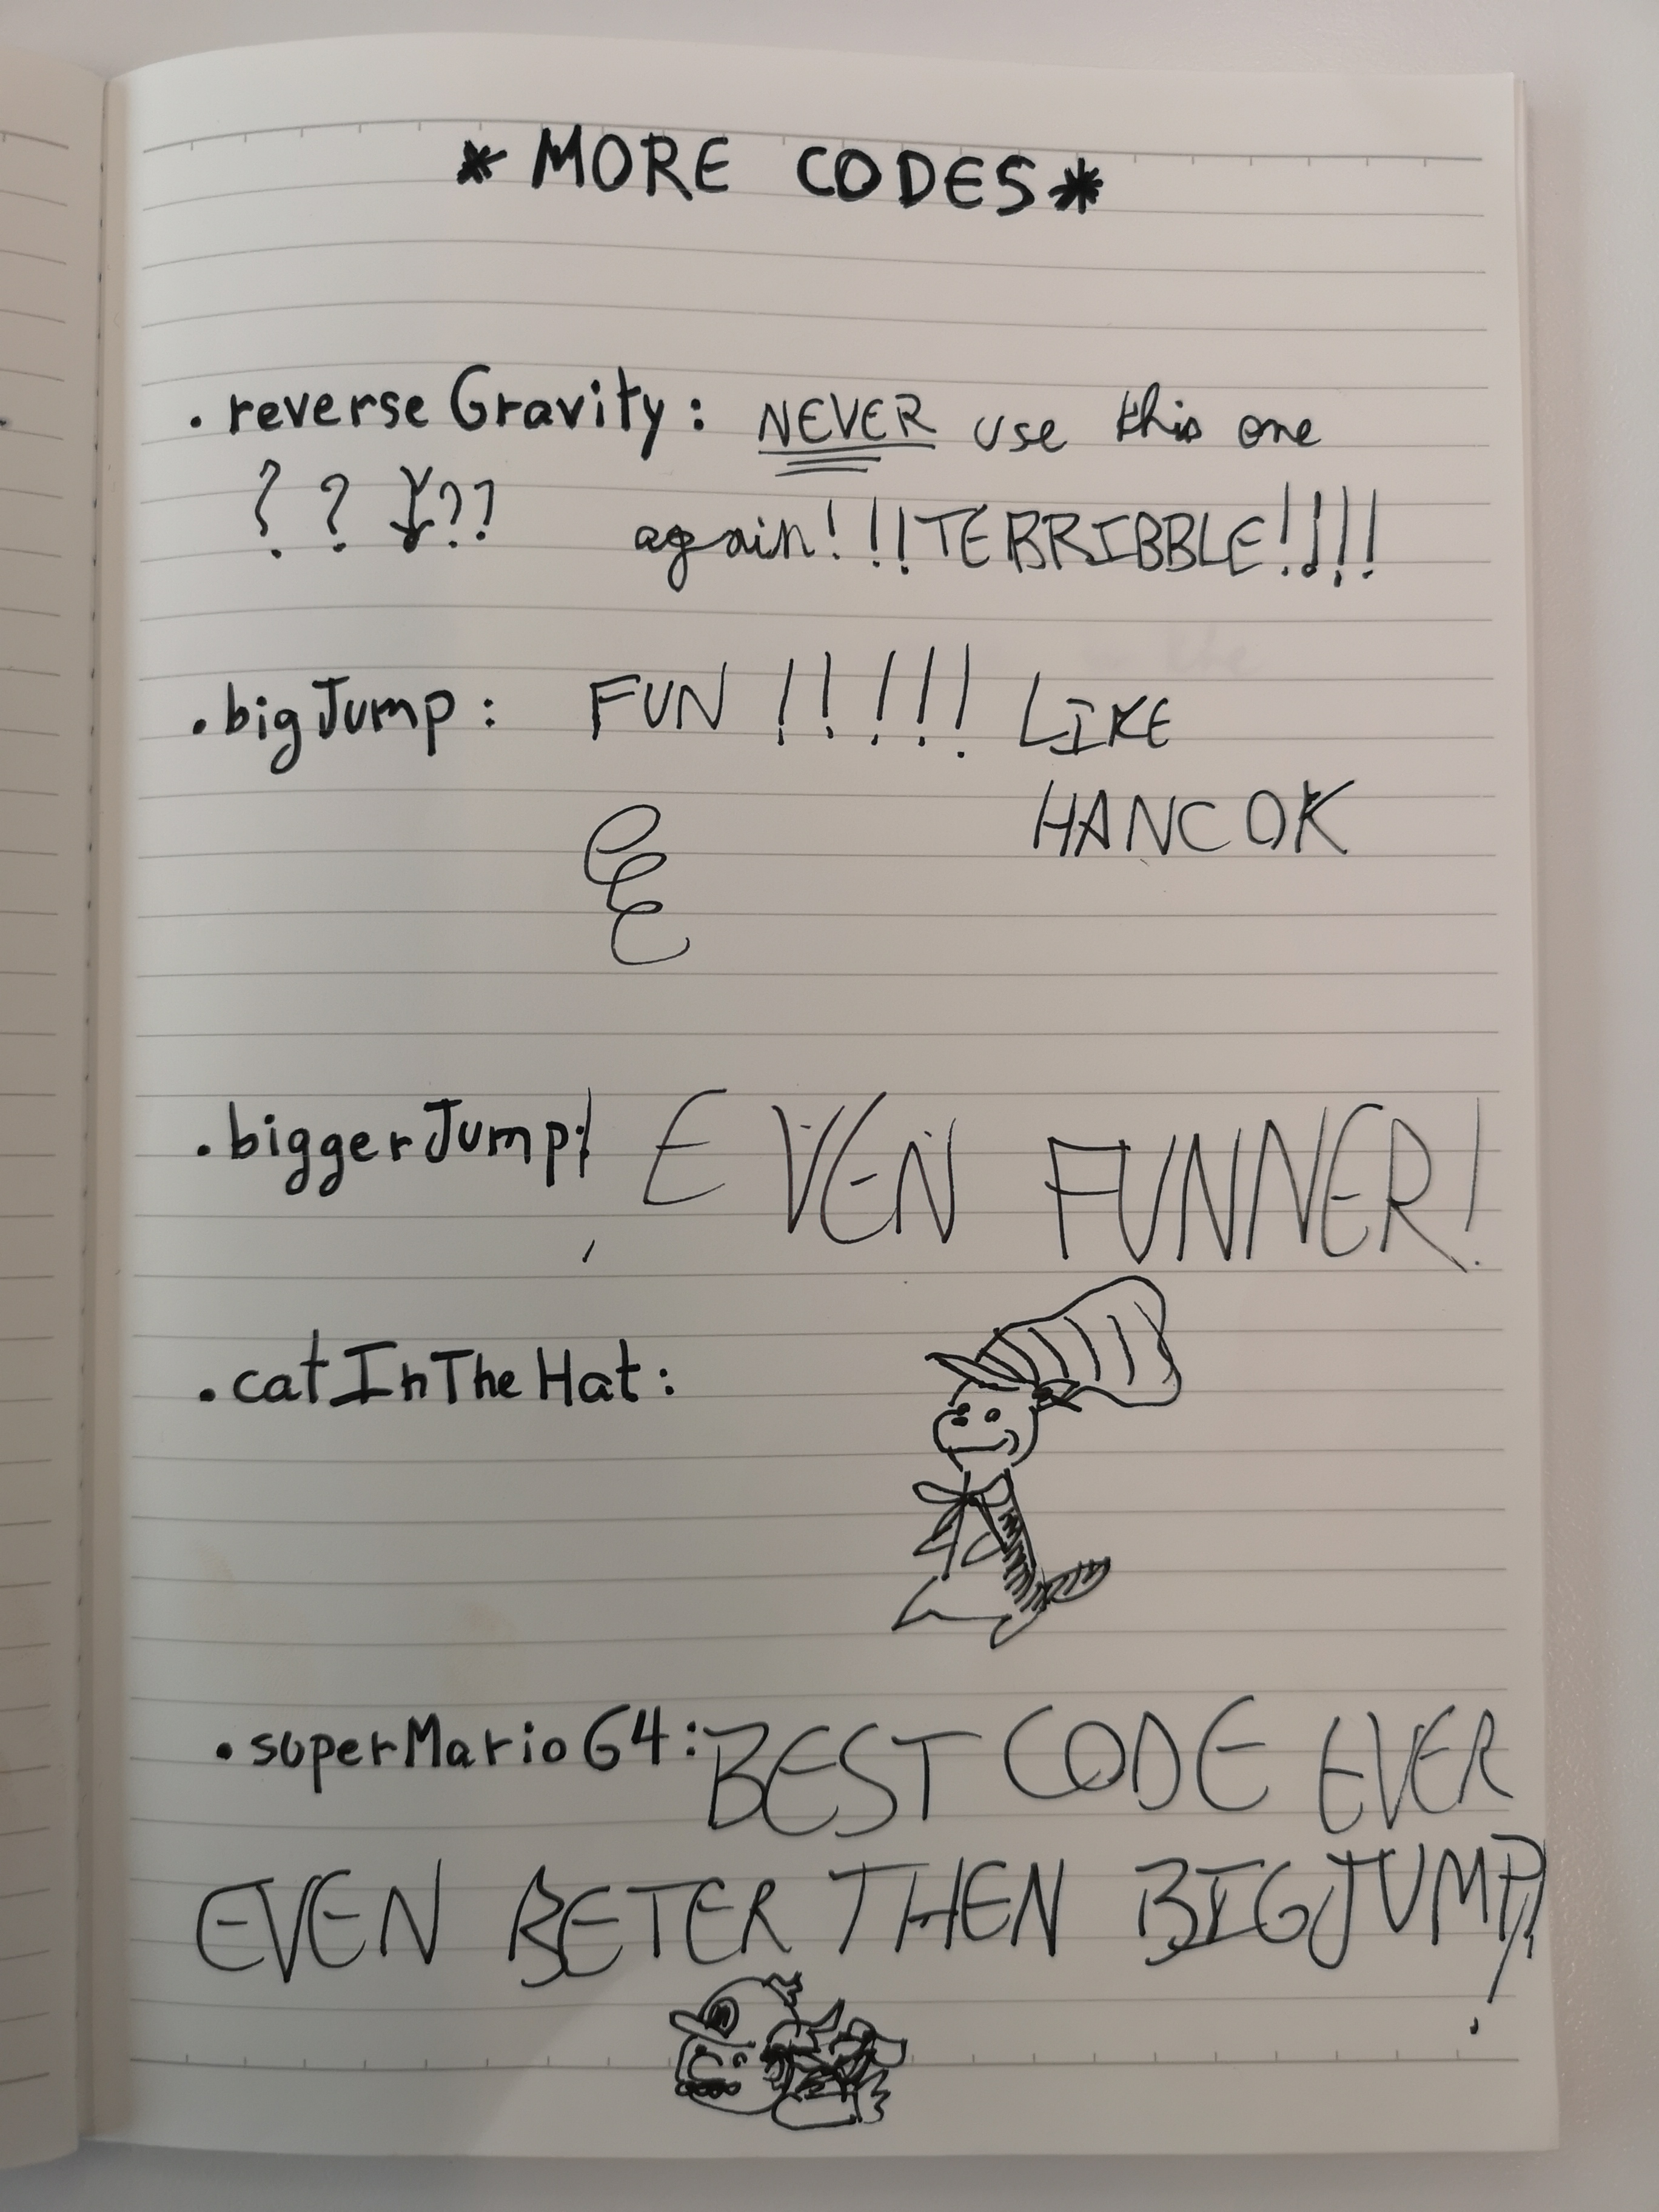 *MORE CODES*
.reverseGravity: NEVER use this one
? ? ?? again!!!TERRIBBLE!!!!
.bigJump: FUN !!!!! LIKE
HANCOK
.biggerJump: EVEN FUNNER!
.catInTheHat:
.superMario64: BEST CODE EVER
EVEN BETER THEN BIGJUMP!